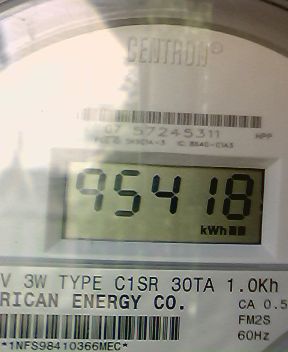 CENTRON®
57245311
95418
kWh
V 3W TYPE C1SR 30TA 1.0Kh
RICAN ENERGY CO.
CA 0.5
FM2S
60Hz
*1NFS98410366MEC*